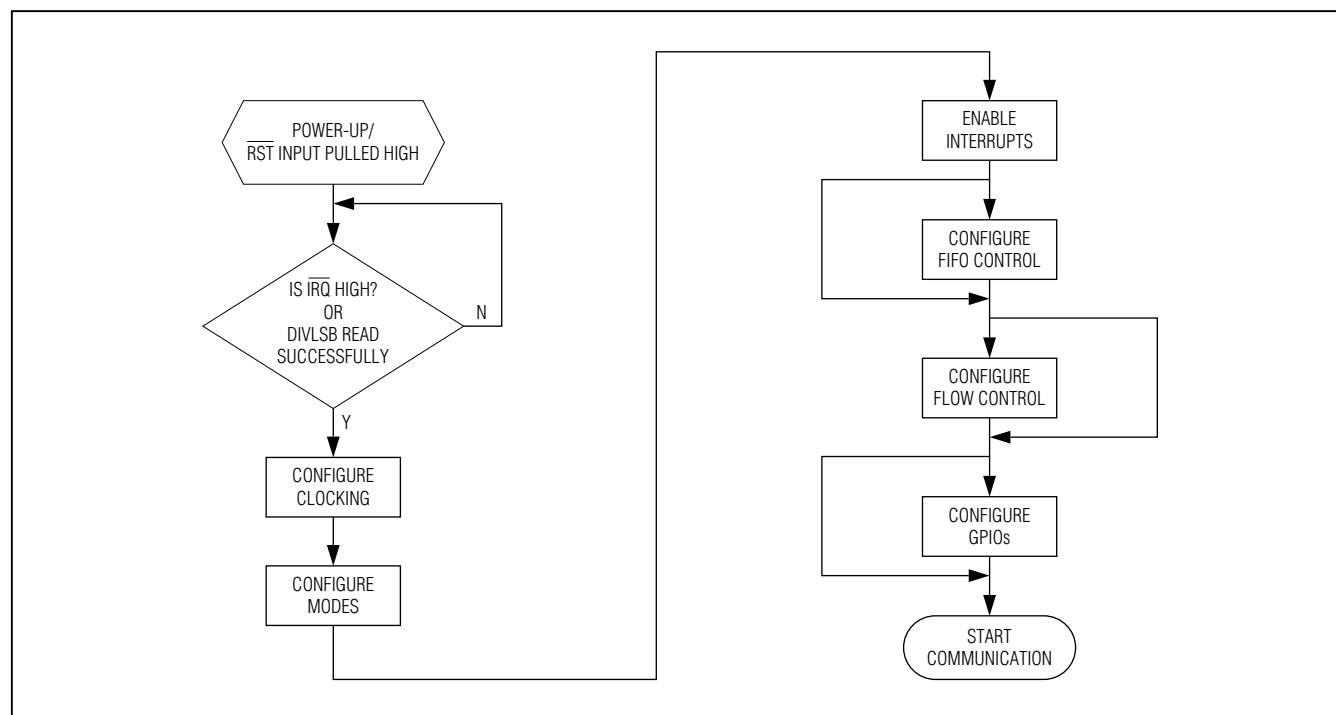 POWER-UP/
RST INPUT PULLED HIGH
IS IRQ HIGH?
OR
DIVLSB READ
SUCCESSFULLY
N
Y
CONFIGURE
CLOCKING
CONFIGURE
MODES
ENABLE
INTERRUPTS
CONFIGURE
FIFO CONTROL
CONFIGURE
FLOW CONTROL
CONFIGURE
GPIOs
START
COMMUNICATION